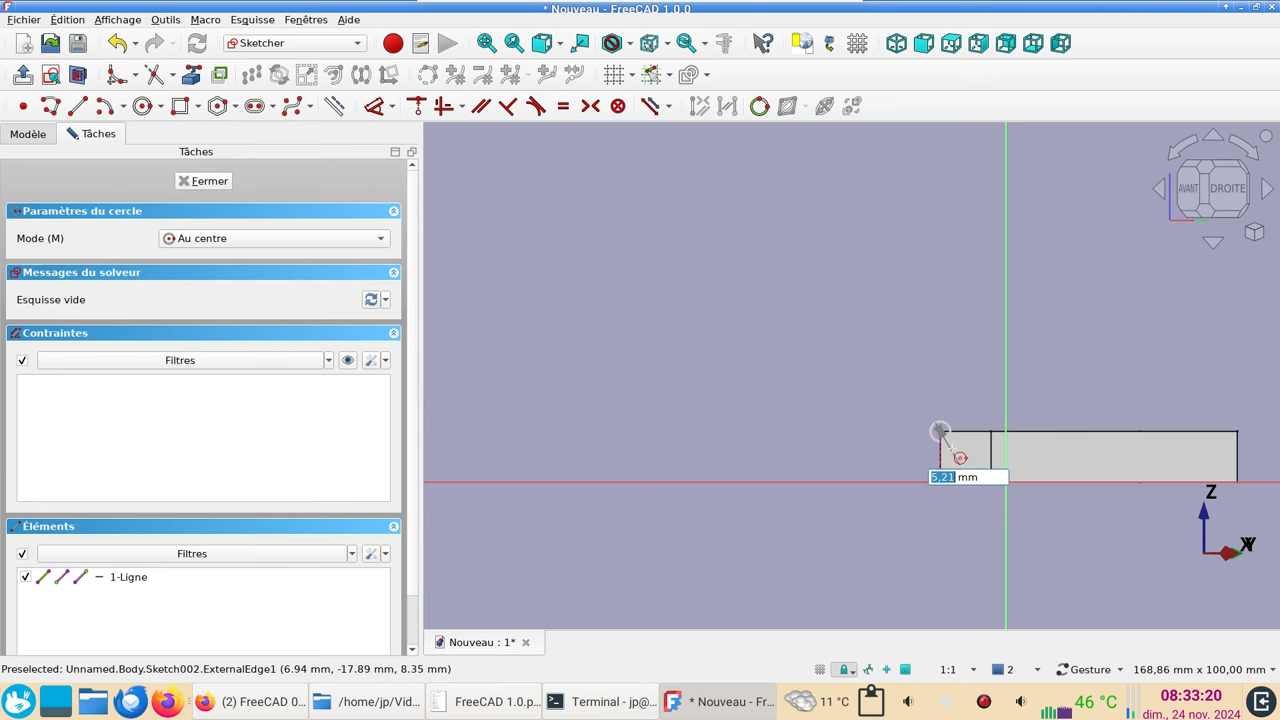 * Nouveau - FreeCAD 1.0.0
Fichier Édition Affichage Outils Macro Esquisse Fenêtres Aide
Sketcher
Modèle Tâches
Tâches
Fermer
Paramètres du cercle
Mode (M) Au centre
Messages du solveur
Esquisse vide
Contraintes
Filtres
Éléments
Filtres
1-Ligne
AVANT DROITE
5,21 mm
Z
Nouveau : 1*
Preselected: Unnamed.Body.Sketch002.ExternalEdge1 (6.94 mm, -17.89 mm, 8.35 mm)
1:1 2 Gesture 168,86 mm x 100,00 mm
(2) FreeCAD 0... /home/jp/Vid... FreeCAD 1.0.p... Terminal - jp@... * Nouveau - Fr... 11 °C 46 °C
08:33:20
dim., 24 nov. 2024